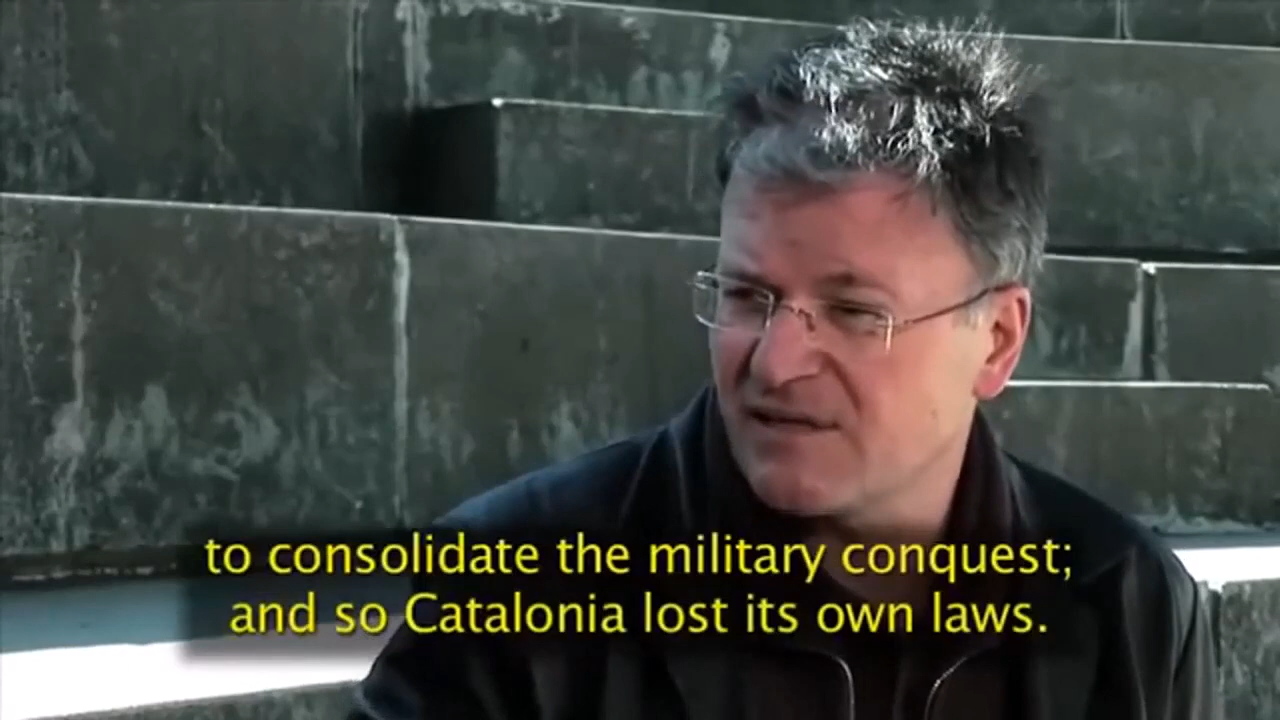 to consolidate the military conquest;
and so Catalonia lost its own laws.